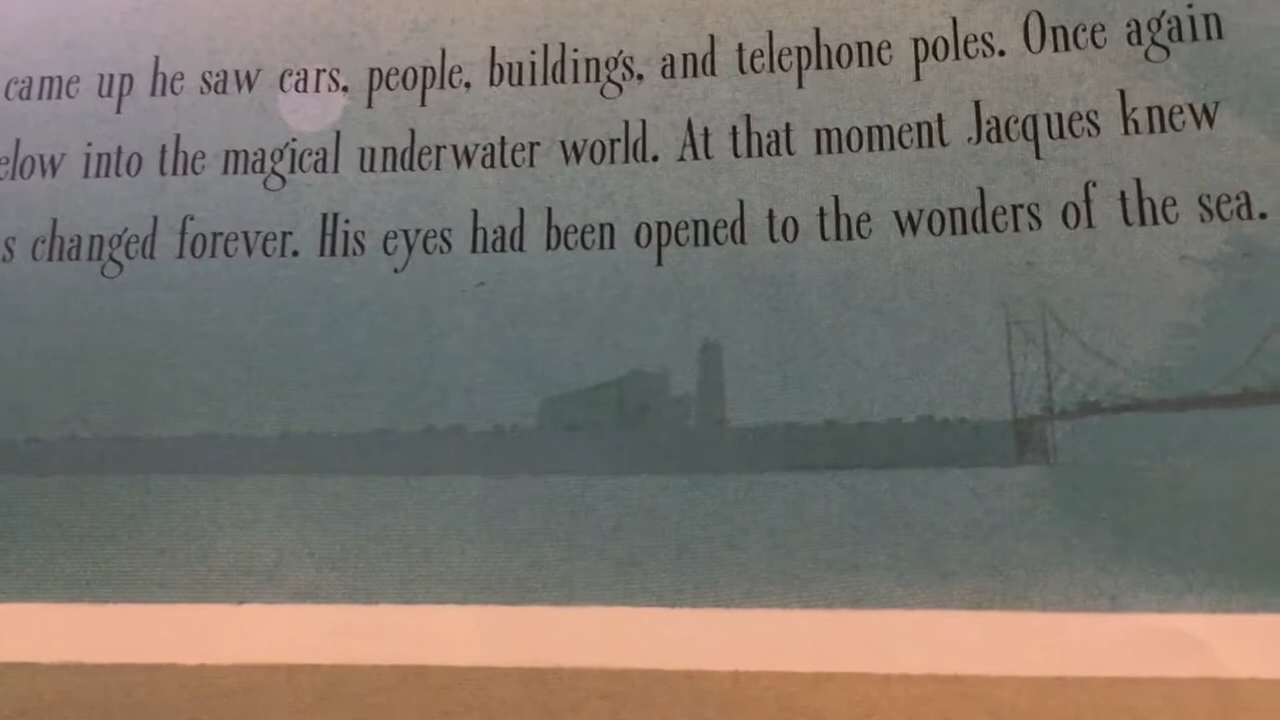 came up he saw cars, people, buildings, and telephone poles. Once again
into the magical underwater world. At that moment Jacques knew
changed forever. His eyes had been opened to the wonders of the sea.